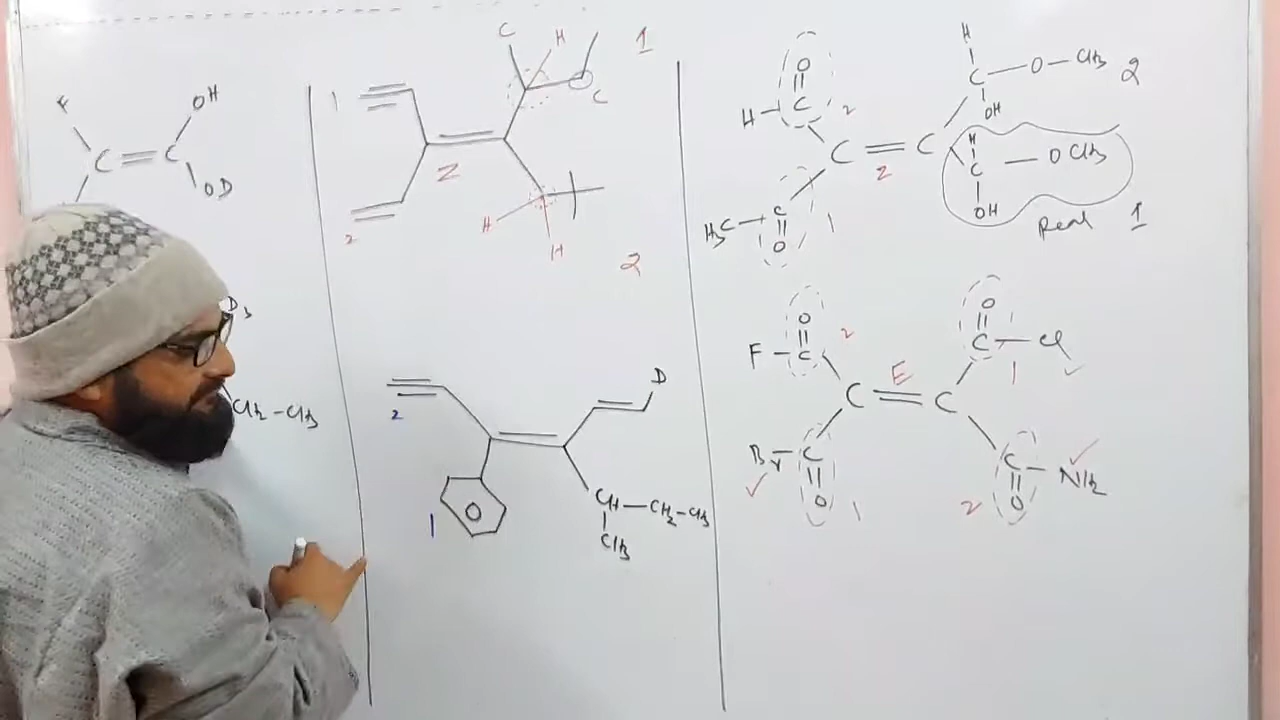 F
OH
C = C
OD
D
3
CH2 - CH3
C
H
1
1
C
Z
2
H
H
2
D
2
CH — CH2 - CH3
CH3
1
O
H
H — C
2
C — O — CH3
2
OH
C = C
Z
H
C — OCH3
OH
H3C
C
O
1
Real
1
O
F — C
2
O
C — Cl
1
E
C = C
Br
C
O
1
C — NH2
O
2